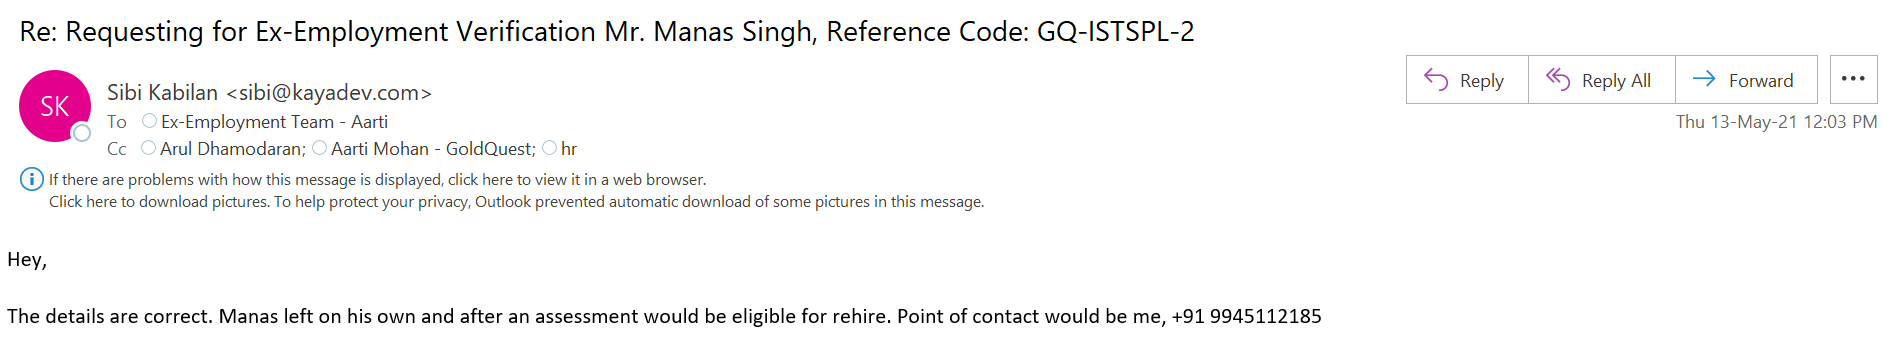 Re: Requesting for Ex-Employment Verification Mr. Manas Singh, Reference Code: GQ-ISTSPL-2
SK
Sibi Kabilan <sibi@kayadev.com>
To Ex-Employment Team - Aarti
Cc Arul Dhamodaran; Aarti Mohan - GoldQuest; hr
Reply
Reply All
Forward
Thu 13-May-21 12:03 PM
If there are problems with how this message is displayed, click here to view it in a web browser.
Click here to download pictures. To help protect your privacy, Outlook prevented automatic download of some pictures in this message.
Hey,
The details are correct. Manas left on his own and after an assessment would be eligible for rehire. Point of contact would be me, +91 9945112185